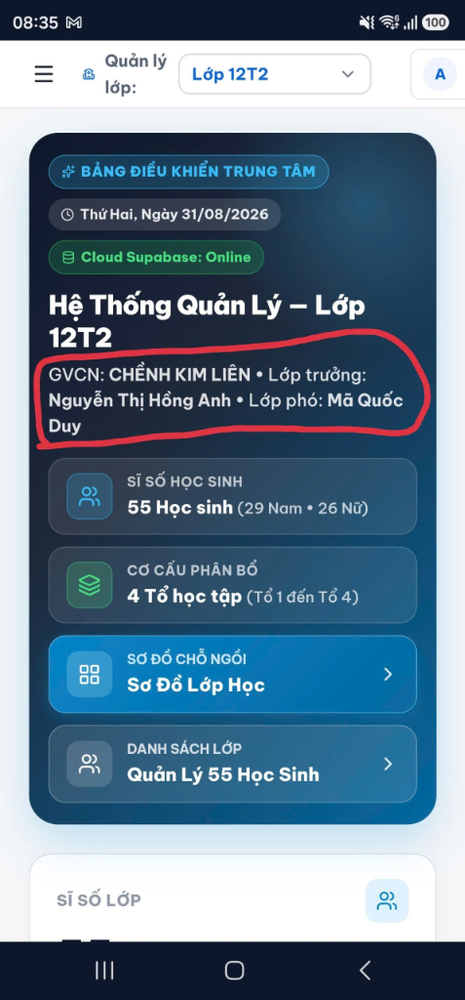 08:35
6
100
Quản lý
lớp:
Lớp 12T2
A
BẢNG ĐIỀU KHIỂN TRUNG TÂM
Thứ Hai, Ngày 31/08/2026
Cloud Supabase: Online
Hệ Thống Quản Lý — Lớp
12T2
GVCN: CHỀNH KIM LIÊN • Lớp trưởng:
Nguyễn Thị Hồng Anh • Lớp phó: Mã Quốc
Duy
SĨ SỐ HỌC SINH
55 Học sinh (29 Nam • 26 Nữ)
CƠ CẤU PHÂN BỔ
4 Tổ học tập (Tổ 1 đến Tổ 4)
SƠ ĐỒ CHỖ NGỒI
Sơ Đồ Lớp Học
DANH SÁCH LỚP
Quản Lý 55 Học Sinh
SĨ SỐ LỚP